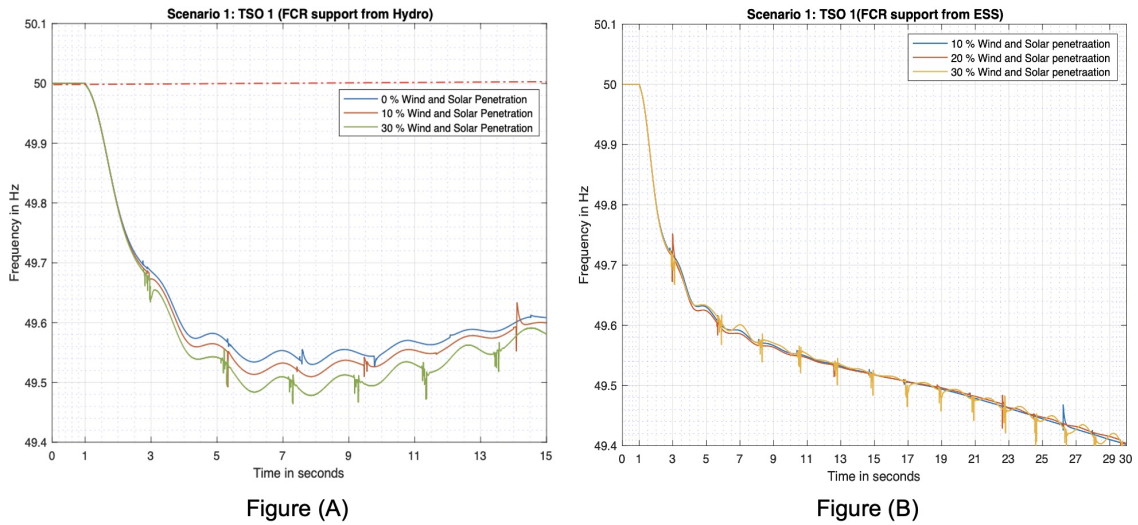 Scenario 1: TSO 1 (FCR support from Hydro)
50.1
50
49.9
49.8
49.7
49.6
49.5
49.4
Frequency in Hz
0 % Wind and Solar Penetration
10 % Wind and Solar Penetration
30 % Wind and Solar Penetration
0 1 3 5 7 9 11 13 15
Time in seconds
Figure (A)
Scenario 1: TSO 1(FCR support from ESS)
50.1
50
49.9
49.8
49.7
49.6
49.5
49.4
Frequency in Hz
10 % Wind and Solar penetraation
20 % Wind and Solar penetraation
30 % Wind and Solar penetraation
0 1 3 5 7 9 11 13 15 17 19 21 23 25 27 29 30
Time in seconds
Figure (B)